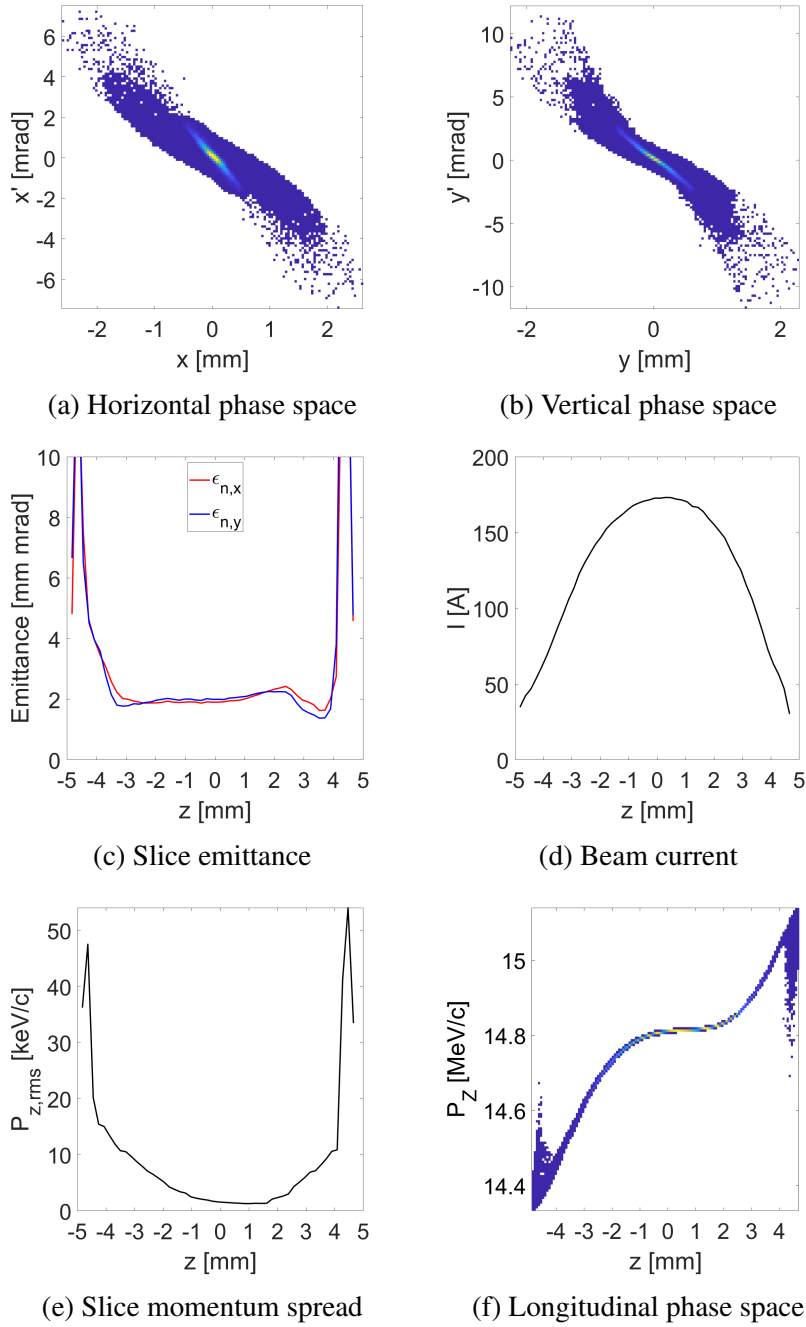 6
4
2
0
-2
-4
-6
x' [mrad]
-2 -1 0 1 2
x [mm]
(a) Horizontal phase space
10
5
0
-5
-10
y' [mrad]
-2 0 2
y [mm]
(b) Vertical phase space
10
8
6
4
2
0
Emittance [mm mrad]
ϵn,x
ϵn,y
-5 -4 -3 -2 -1 0 1 2 3 4 5
z [mm]
(c) Slice emittance
200
150
100
50
0
I [A]
-5 -4 -3 -2 -1 0 1 2 3 4 5
z [mm]
(d) Beam current
50
40
30
20
10
0
Pz,rms [keV/c]
-5 -4 -3 -2 -1 0 1 2 3 4 5
z [mm]
(e) Slice momentum spread
15
14.8
14.6
14.4
PZ [MeV/c]
-4 -3 -2 -1 0 1 2 3 4
z [mm]
(f) Longitudinal phase space